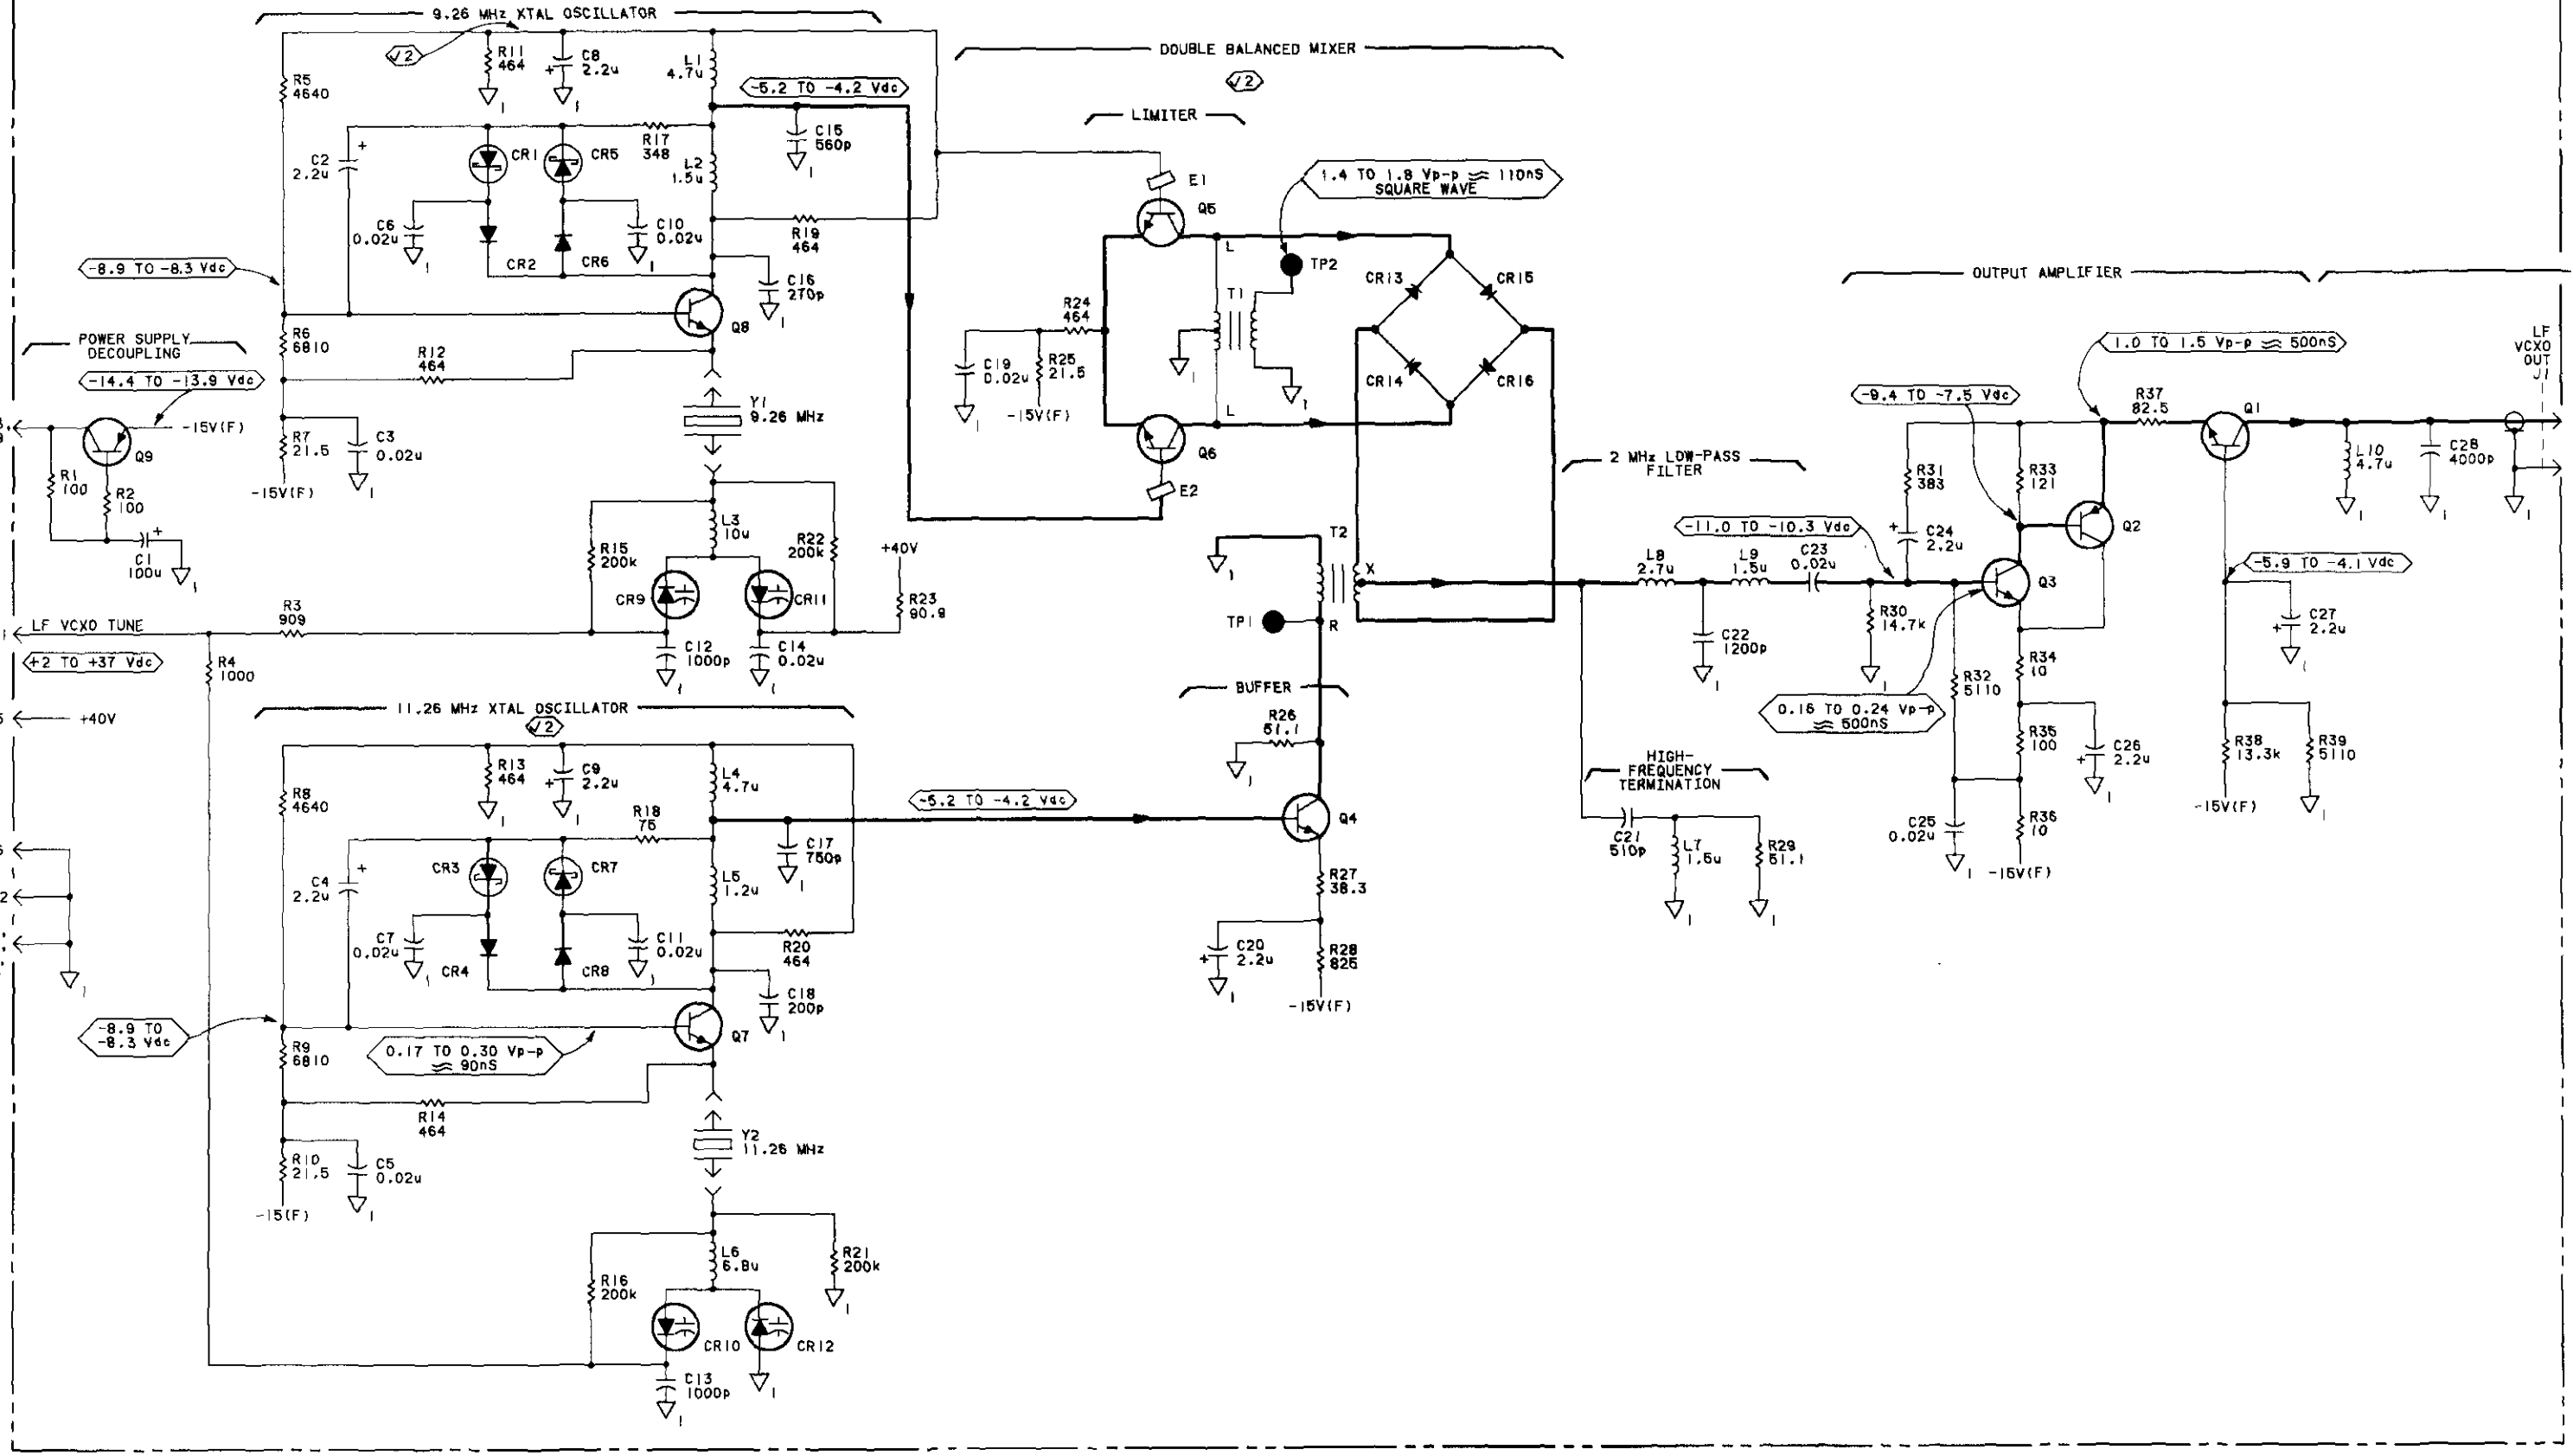 9.26 MHz XTAL OSCILLATOR
√2
R5
4640
R11
464
C8
2.2u
L1
4.7u
-5.2 TO -4.2 Vdc
C15
560p
C2
2.2u
CR1
CR5
R17
348
L2
1.5u
C6
0.02u
C10
0.02u
CR2
CR6
R19
464
C16
270p
-8.9 TO -8.3 Vdc
Q8
R6
6810
R12
464
POWER SUPPLY
DECOUPLING
-14.4 TO -13.9 Vdc
-15V(F)
Q9
R1
100
R2
100
C1
100u
R7
21.5
C3
0.02u
-15V(F)
Y1
9.26 MHz
R15
200k
L3
10u
R22
200k
+40V
CR9
CR11
R23
90.9
C12
1000p
C14
0.02u
LF VCXO TUNE
R3
909
+2 TO +37 Vdc
R4
1000
+40V
DOUBLE BALANCED MIXER
√2
LIMITER
E1
Q5
1.4 TO 1.8 Vp-p ≈ 110nS
SQUARE WAVE
L
TP2
T1
R24
464
C19
0.02u
R25
21.5
-15V(F)
L
Q6
E2
CR13
CR15
CR14
CR16
T2
X
TP1
R
BUFFER
R26
51.1
Q4
R27
38.3
C20
2.2u
R28
825
-15V(F)
2 MHz LOW-PASS
FILTER
L8
2.7u
L9
1.5u
C23
0.02u
C22
1200p
-11.0 TO -10.3 Vdc
R30
14.7k
HIGH-
FREQUENCY
TERMINATION
C21
510p
L7
1.5u
R29
51.1
OUTPUT AMPLIFIER
1.0 TO 1.5 Vp-p ≈ 500nS
-9.4 TO -7.5 Vdc
R37
82.5
Q1
R31
383
R33
121
C24
2.2u
Q2
Q3
R32
5110
R34
10
0.16 TO 0.24 Vp-p
≈ 500nS
R35
100
C26
2.2u
C25
0.02u
R36
10
-15V(F)
-5.9 TO -4.1 Vdc
C27
2.2u
R38
13.3k
R39
5110
-15V(F)
L10
4.7u
C28
4000p
LF
VCXO
OUT
J1
11.26 MHz XTAL OSCILLATOR
√2
R8
4640
R13
464
C9
2.2u
L4
4.7u
-5.2 TO -4.2 Vdc
R18
75
C17
750p
C4
2.2u
CR3
CR7
L5
1.2u
C7
0.02u
C11
0.02u
CR4
CR8
R20
464
C18
200p
-8.9 TO
-8.3 Vdc
Q7
R9
6810
0.17 TO 0.30 Vp-p
≈ 90nS
R14
464
R10
21.5
C5
0.02u
-15(F)
Y2
11.26 MHz
R16
200k
L6
6.8u
R21
200k
CR10
CR12
C13
1000p